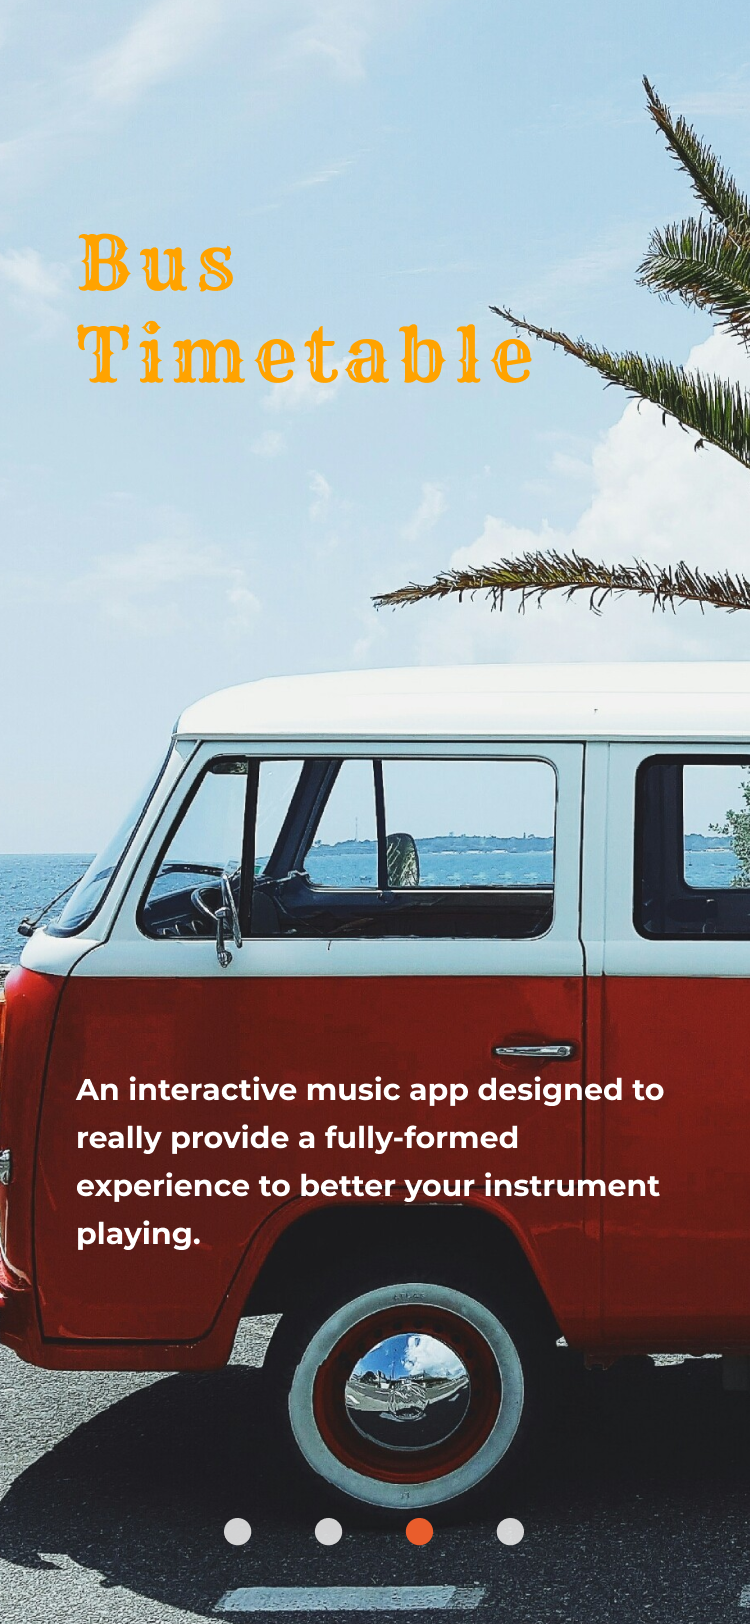 Bus
Timetable
An interactive music app designed to
really provide a fully-formed
experience to better your instrument
playing.